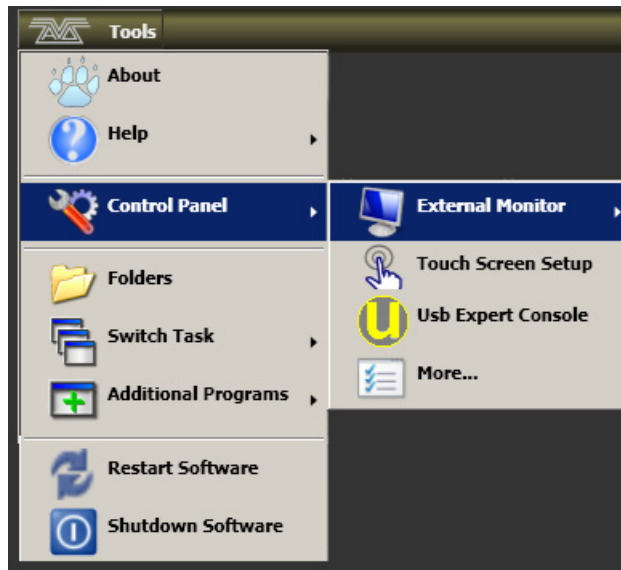 Tools
About
Help
Control Panel
Folders
Switch Task
Additional Programs
Restart Software
Shutdown Software
External Monitor
Touch Screen Setup
Usb Expert Console
More...